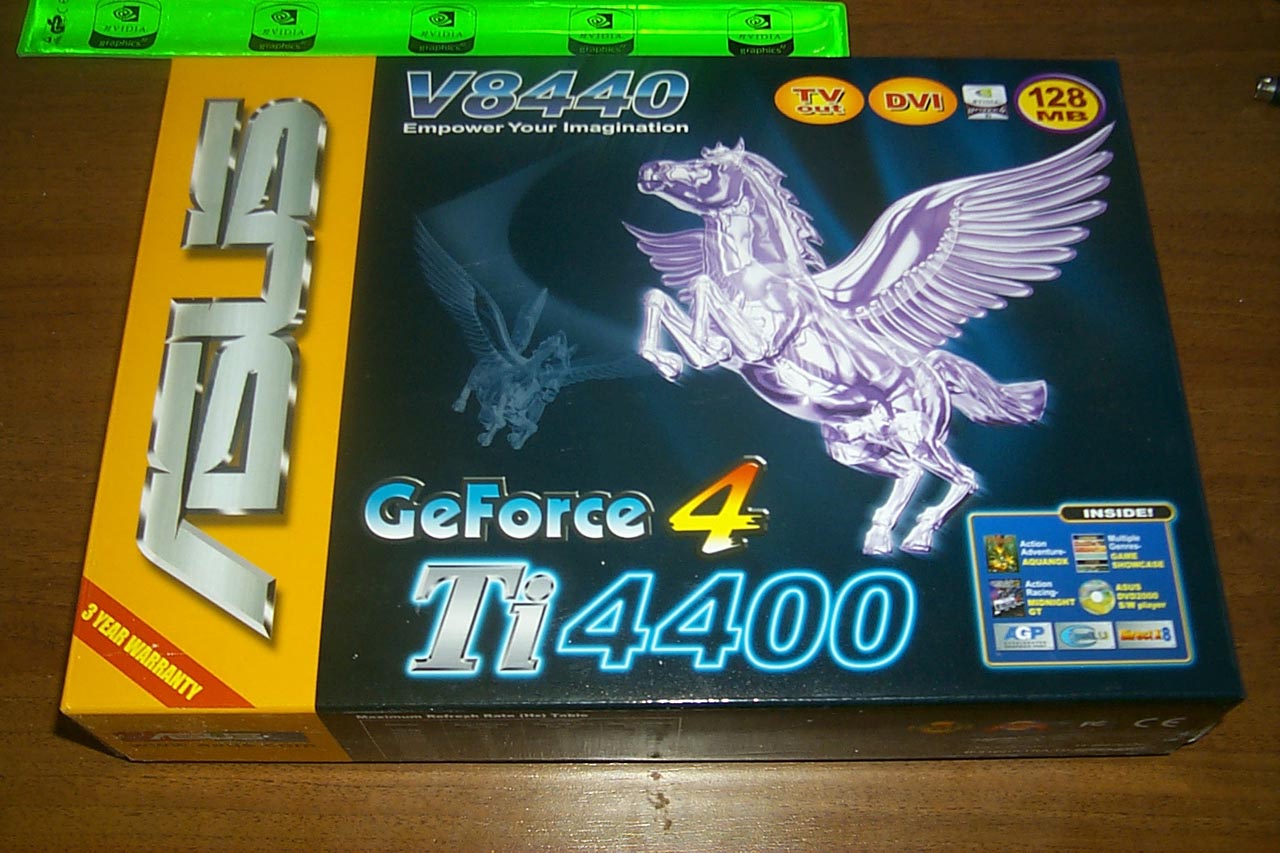 nVIDIA
graphics
nVIDIA
graphics
nVIDIA
graphics
nVIDIA
graphics
nVIDIA
graphics
ASUS
V8440
Empower Your Imagination
TV
out
DVI
128
MB
GeForce 4
Ti 4400
3 YEAR WARRANTY
INSIDE!
Action
Adventure-
AQUANOX
Multiple
Genres-
GAME
SHOWCASE
Action
Racing-
MIDNIGHT
GT
ASUS
DVD2000
S/W player
AGP
Maximum Refresh Rate (Hz) Table
CE